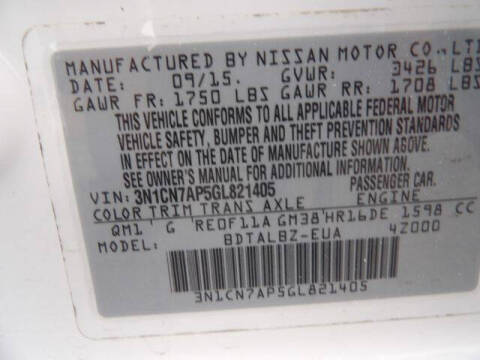 MANUFACTURED BY NISSAN MOTOR CO., LTD
DATE: 09/15. GVWR: 3426 LBS
GAWR FR: 1750 LBS GAWR RR: 1708 LBS
THIS VEHICLE CONFORMS TO ALL APPLICABLE FEDERAL MOTOR
VEHICLE SAFETY, BUMPER AND THEFT PREVENTION STANDARDS
IN EFFECT ON THE DATE OF MANUFACTURE SHOWN ABOVE.
SEE OWNER'S MANUAL FOR ADDITIONAL INFORMATION
VIN: 3N1CN7AP5GL821405 PASSENGER CAR.
COLOR TRIM TRANS AXLE ENGINE
QM1 G RE0F11A GM38 HR16DE 1598 CC
MODEL: BDTALBZ-EUA 4Z000
3N1CN7AP5GL821405